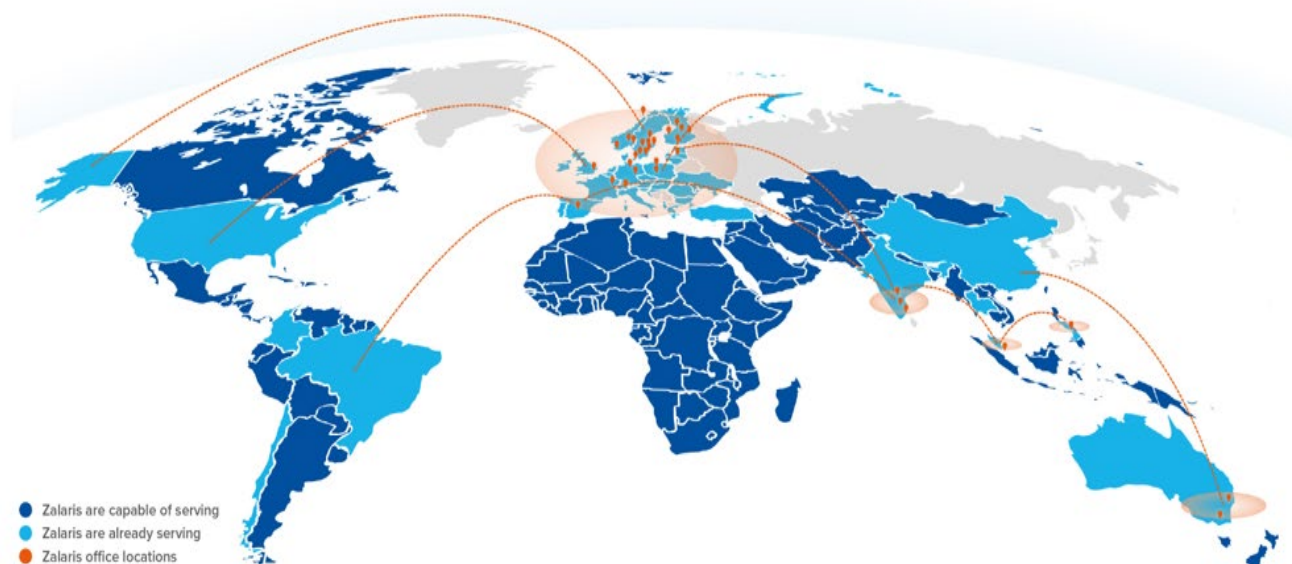 Zalaris are capable of serving
Zalaris are already serving
Zalaris office locations